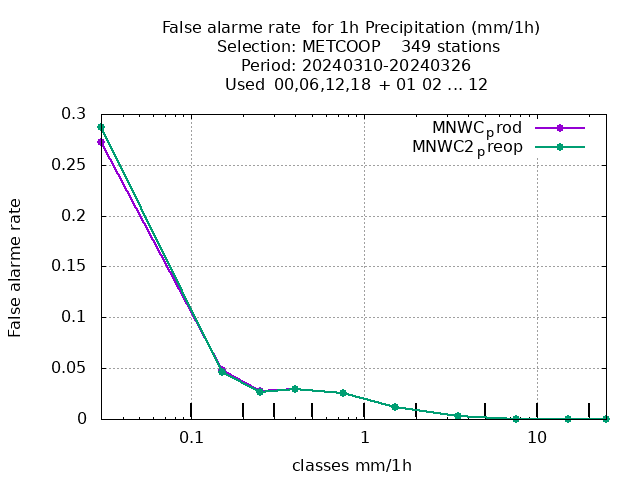 False alarme rate  for 1h Precipitation (mm/1h)
Selection: METCOOP    349 stations
Period: 20240310-20240326
Used  00,06,12,18 + 01 02 ... 12
MNWCprod
MNWC2preop
0.3
0.25
0.2
0.15
0.1
0.05
0
False alarme rate
0.1 1 10
classes mm/1h